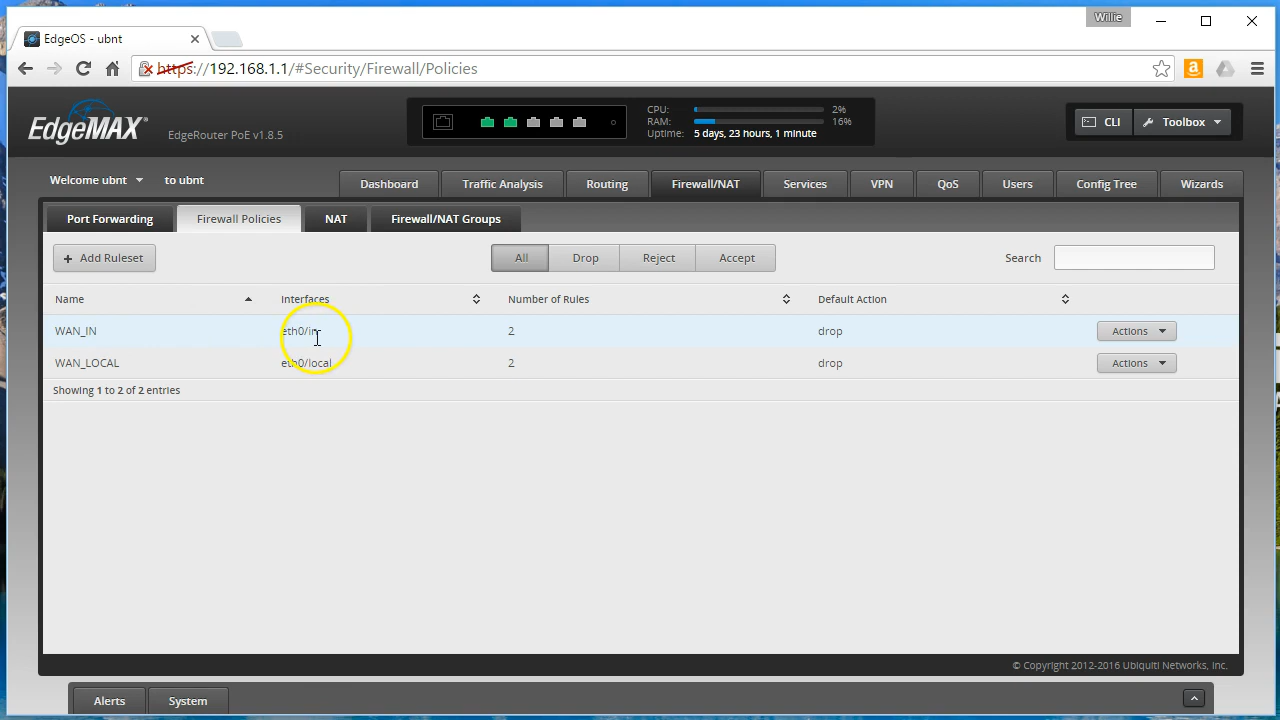 Willie
EdgeOS - ubnt
https://192.168.1.1/#Security/Firewall/Policies
EdgeMAX
EdgeRouter PoE v1.8.5
CPU: 2%
RAM: 16%
Uptime: 5 days, 23 hours, 1 minute
CLI
Toolbox
Welcome ubnt to ubnt
Dashboard Traffic Analysis Routing Firewall/NAT Services VPN QoS Users Config Tree Wizards
Port Forwarding Firewall Policies NAT Firewall/NAT Groups
+ Add Ruleset All Drop Reject Accept Search
Name Interfaces Number of Rules Default Action
WAN_IN eth0/in 2 drop Actions
WAN_LOCAL eth0/local 2 drop Actions
Showing 1 to 2 of 2 entries
© Copyright 2012-2016 Ubiquiti Networks, Inc.
Alerts System